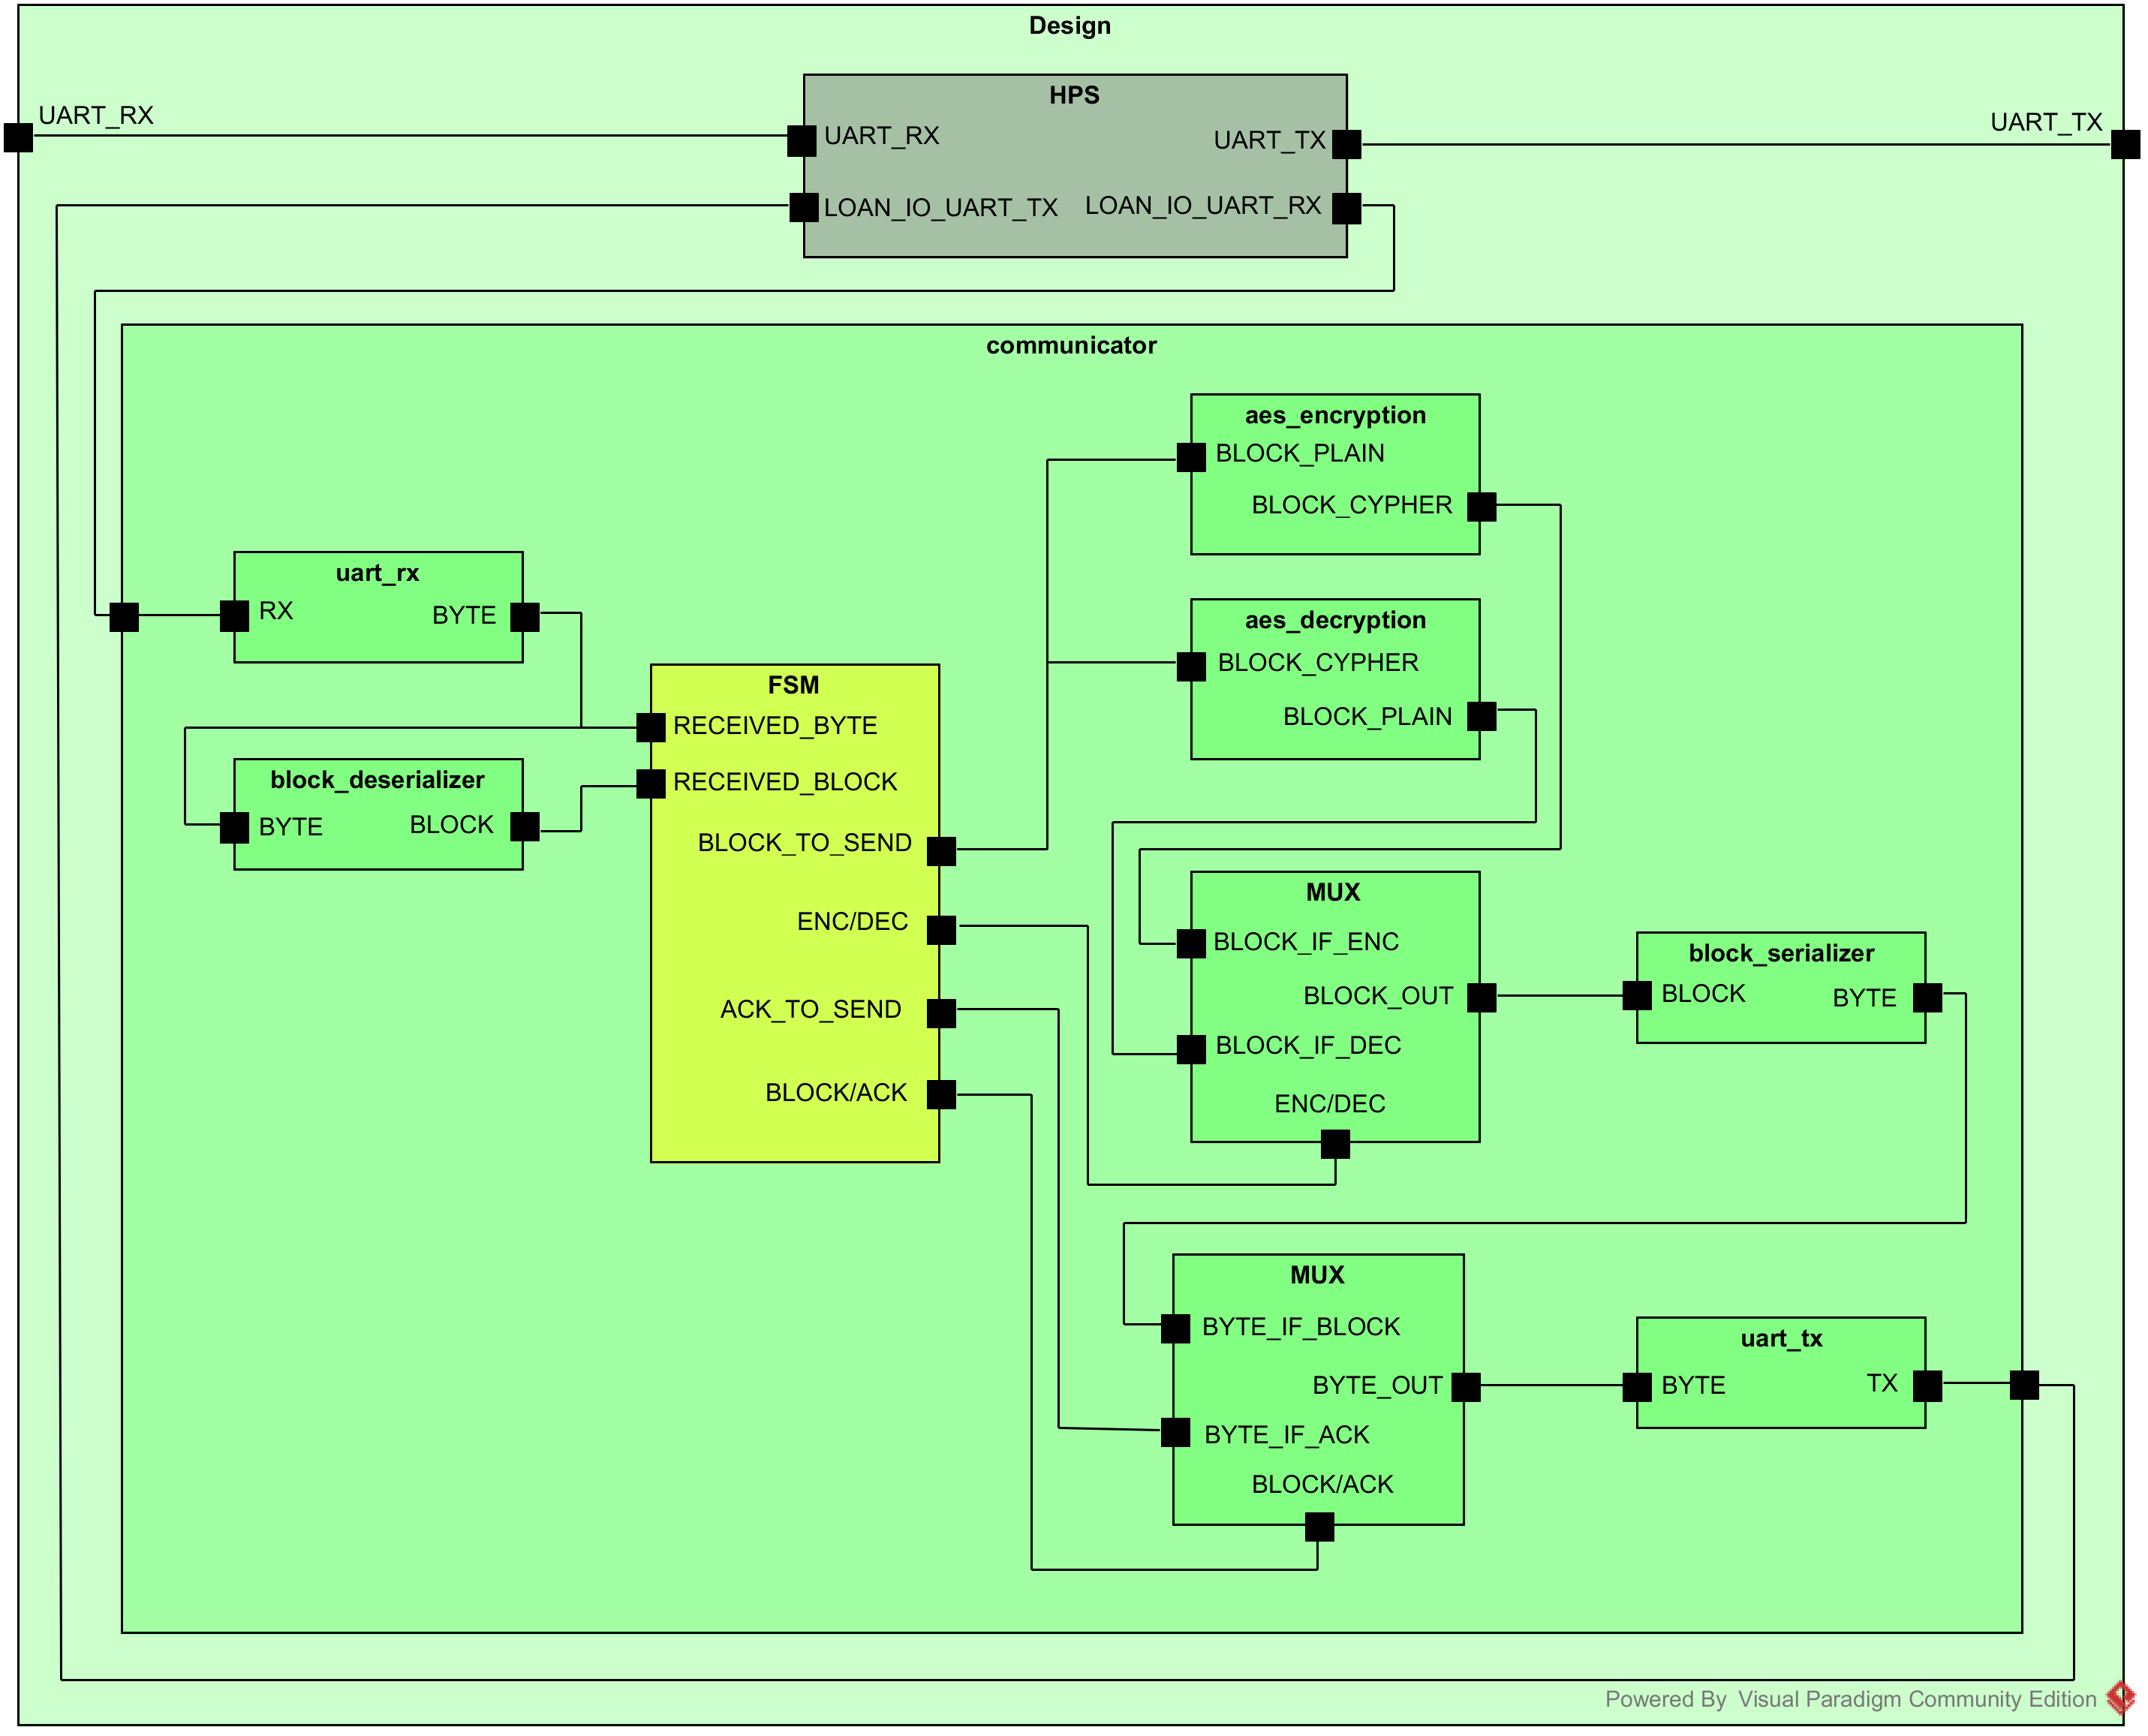 Design
HPS
UART_RX
UART_RX
UART_TX
UART_TX
LOAN_IO_UART_TX
LOAN_IO_UART_RX
communicator
aes_encryption
BLOCK_PLAIN
BLOCK_CYPHER
uart_rx
RX
BYTE
aes_decryption
BLOCK_CYPHER
BLOCK_PLAIN
FSM
RECEIVED_BYTE
RECEIVED_BLOCK
BLOCK_TO_SEND
ENC/DEC
ACK_TO_SEND
BLOCK/ACK
block_deserializer
BYTE
BLOCK
MUX
BLOCK_IF_ENC
BLOCK_OUT
BLOCK_IF_DEC
ENC/DEC
block_serializer
BLOCK
BYTE
MUX
BYTE_IF_BLOCK
BYTE_OUT
BYTE_IF_ACK
BLOCK/ACK
uart_tx
BYTE
TX
Powered By Visual Paradigm Community Edition